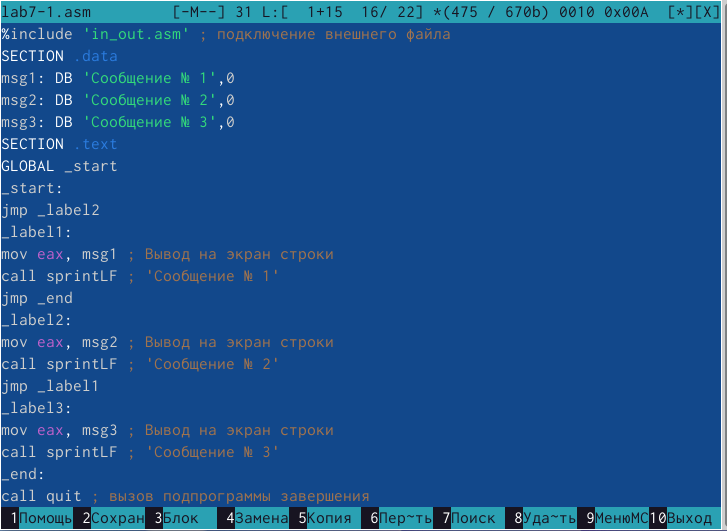 lab7-1.asm [-M--] 31 L:[ 1+15 16/ 22] *(475 / 670b) 0010 0x00A [*][X]
%include 'in_out.asm' ; подключение внешнего файла
SECTION .data
msg1: DB 'Сообщение № 1',0
msg2: DB 'Сообщение № 2',0
msg3: DB 'Сообщение № 3',0
SECTION .text
GLOBAL _start
_start:
jmp _label2
_label1:
mov eax, msg1 ; Вывод на экран строки
call sprintLF ; 'Сообщение № 1'
jmp _end
_label2:
mov eax, msg2 ; Вывод на экран строки
call sprintLF ; 'Сообщение № 2'
jmp _label1
_label3:
mov eax, msg3 ; Вывод на экран строки
call sprintLF ; 'Сообщение № 3'
_end:
call quit ; вызов подпрограммы завершения
1Помощь 2Сохран 3Блок 4Замена 5Копия 6Пер~ть 7Поиск 8Уда~ть 9МенюMC 10Выход